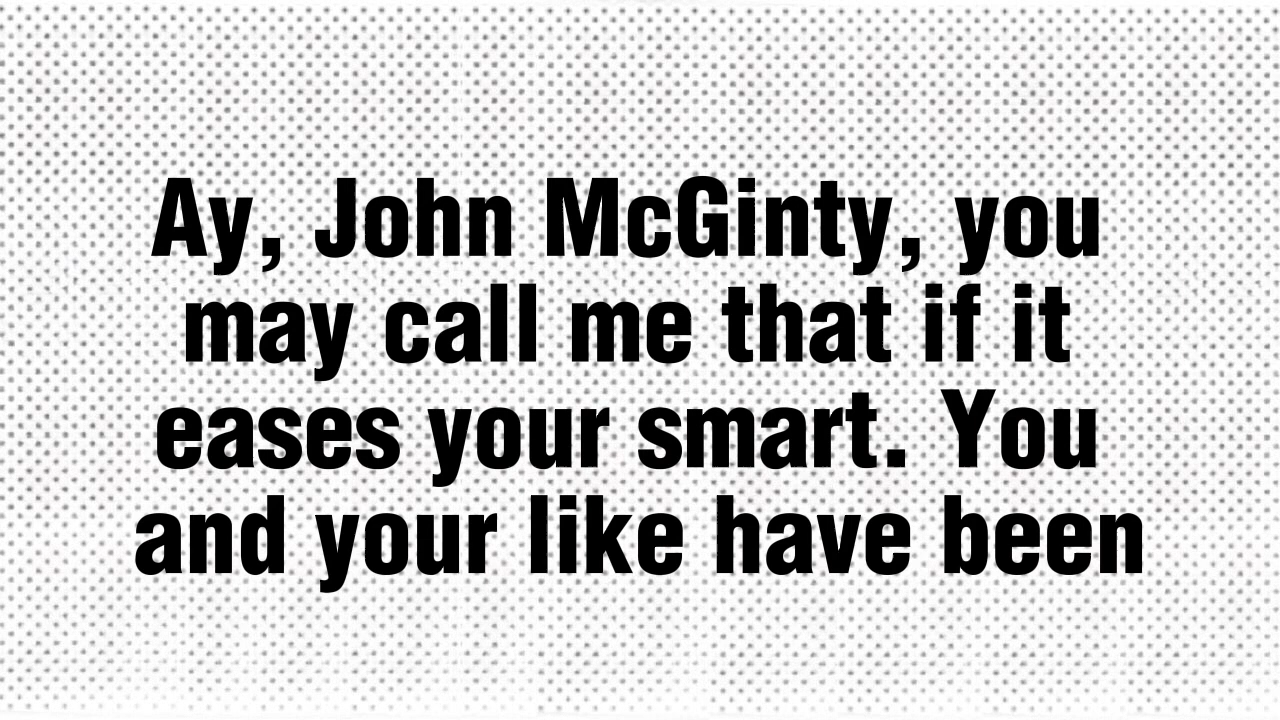 Ay, John McGinty, you
may call me that if it
eases your smart. You
and your like have been